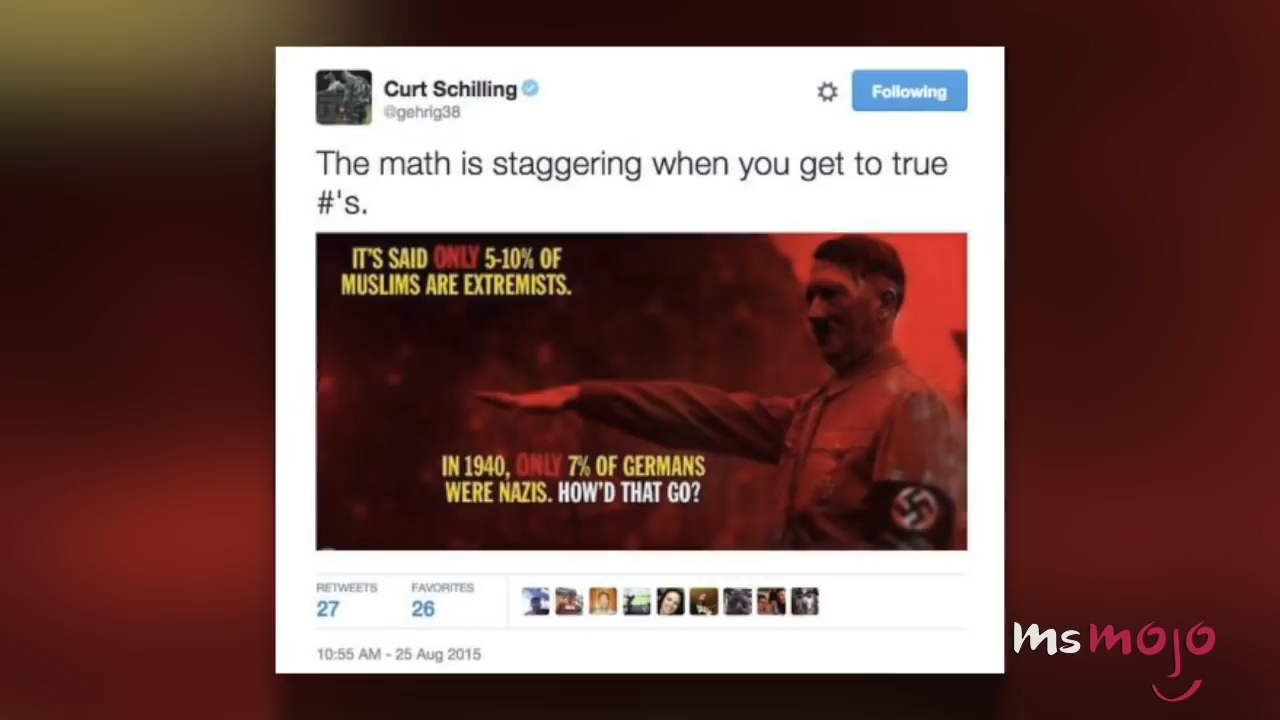 Curt Schilling
@gehrig38
Following
The math is staggering when you get to true
#'s.
IT'S SAID ONLY 5-10% OF
MUSLIMS ARE EXTREMISTS.
IN 1940, ONLY 7% OF GERMANS
WERE NAZIS. HOW'D THAT GO?
RETWEETS
27
FAVORITES
26
10:55 AM - 25 Aug 2015
msmojo